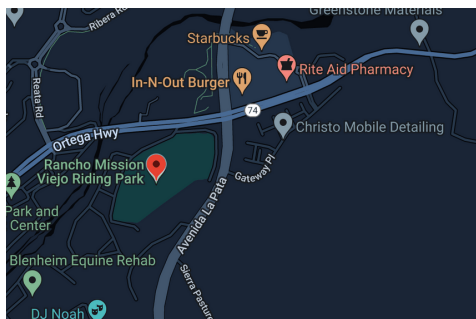 Greenstone Materials
Ribera Rd
Starbucks
Reata Rd
Rite Aid Pharmacy
In-N-Out Burger
74
Ortega Hwy
Christo Mobile Detailing
Rancho Mission
Viejo Riding Park
Gateway Pl
Park and
Center
Avenida La Pata
Blenheim Equine Rehab
Sierra Pasture
DJ Noah